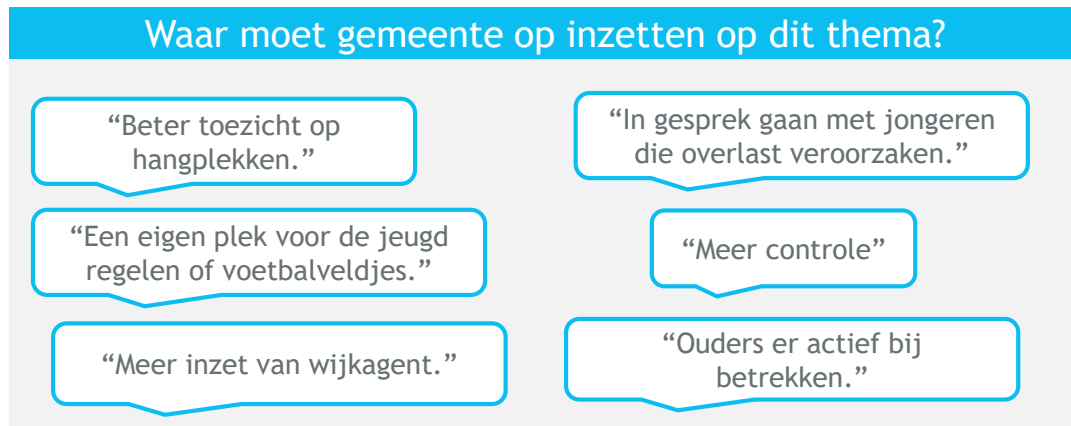 Waar moet gemeente op inzetten op dit thema?
“Beter toezicht op
hangplekken.”
“In gesprek gaan met jongeren
die overlast veroorzaken.”
“Een eigen plek voor de jeugd
regelen of voetbalveldjes.”
“Meer controle”
“Meer inzet van wijkagent.”
“Ouders er actief bij
betrekken.”